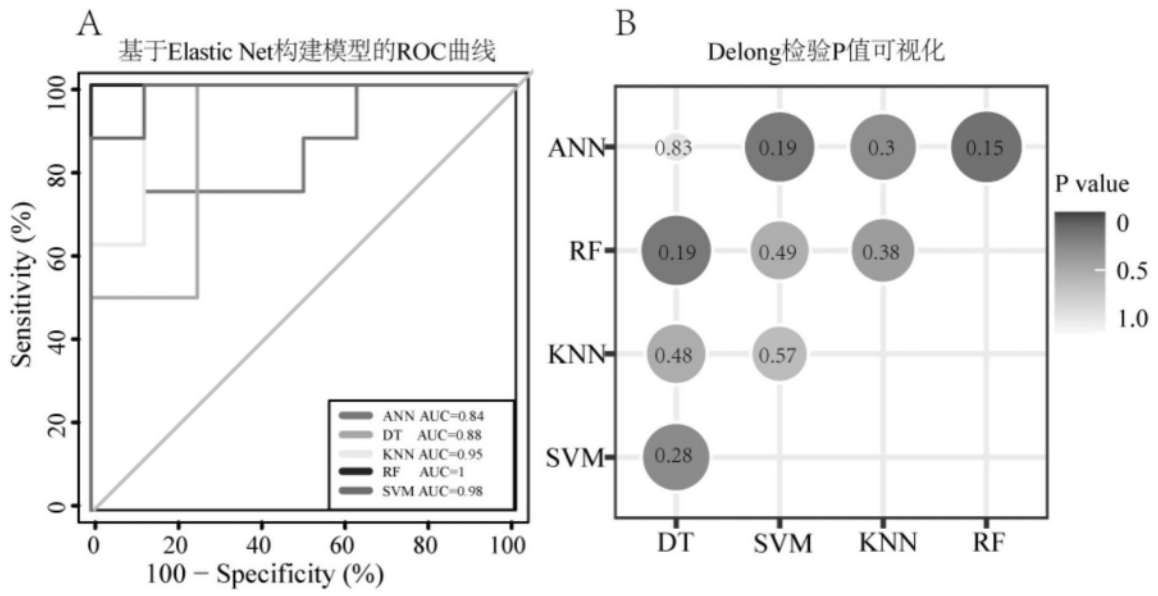 A
基于Elastic Net构建模型的ROC曲线
Sensitivity (%)
100
80
60
40
20
0
0 20 40 60 80 100
100 − Specificity (%)
ANN AUC=0.84
DT AUC=0.88
KNN AUC=0.95
RF AUC=1
SVM AUC=0.98
B
Delong检验P值可视化
ANN 0.83 0.19 0.3 0.15
RF 0.19 0.49 0.38
KNN 0.48 0.57
SVM 0.28
DT SVM KNN RF
P value
0
0.5
1.0